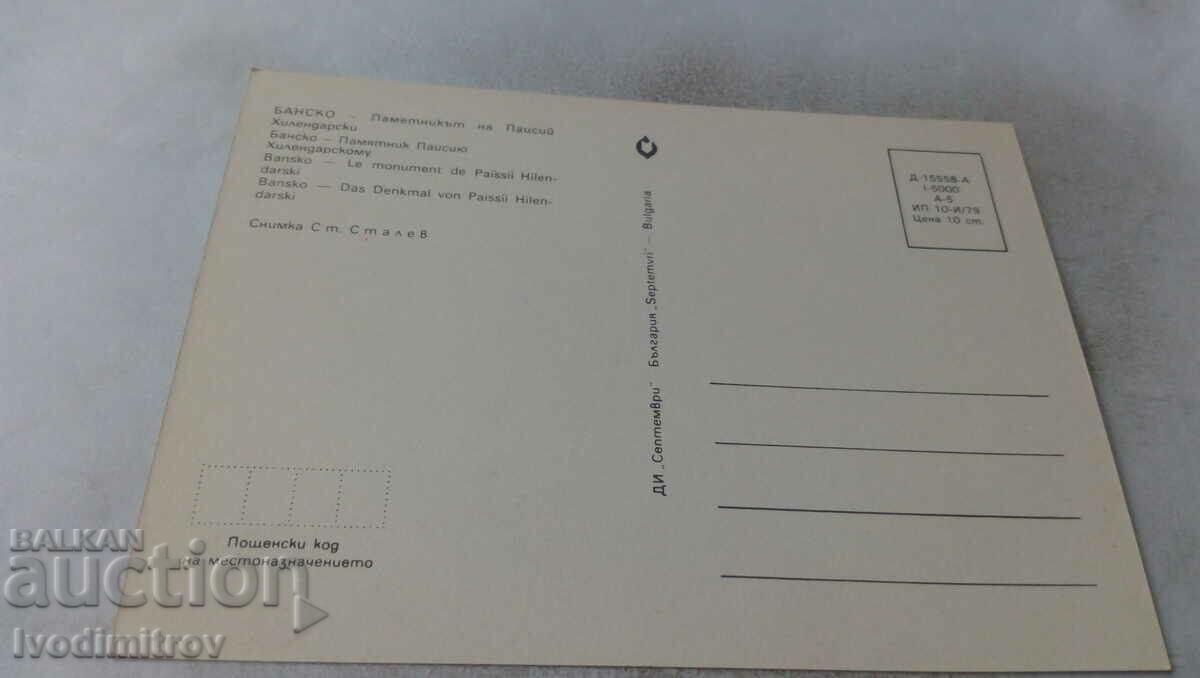 БАНСКО – Паметникът на Паисий
Хилендарски
Банско – Памятник Паисию
Хилендарскому
Bansko – Le monument de Païssii Hilen-
darski
Bansko – Das Denkmal von Paissii Hilen-
darski
Снимка Ст. Сталев
Пощенски код
на местоназначението
ДИ „Септември" България „Septemvri" – Bulgaria
Д-15558-А
I-5000
А-5
ИП 10-И/79
Цена 10 ст.
BALKAN
auction
Ivodimitrov